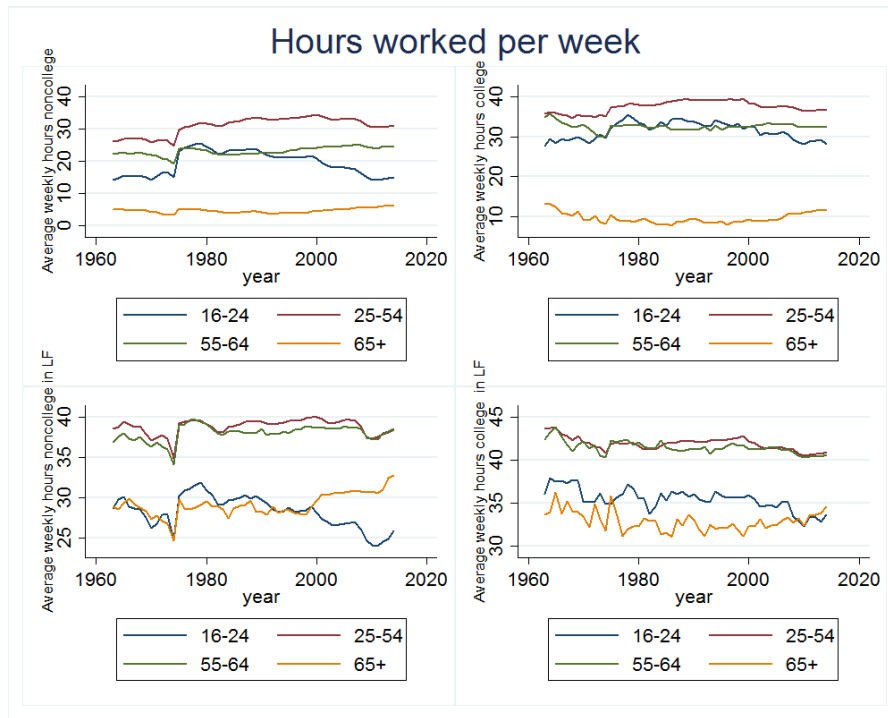 Hours worked per week
Average weekly hours noncollege
40
30
20
10
0
1960 1980 2000 2020
year
16-24 25-54
55-64 65+
Average weekly hours college
40
30
20
10
1960 1980 2000 2020
year
16-24 25-54
55-64 65+
Average weekly hours noncollege in LF
40
35
30
25
1960 1980 2000 2020
year
16-24 25-54
55-64 65+
Average weekly hours college in LF
45
40
35
30
1960 1980 2000 2020
year
16-24 25-54
55-64 65+